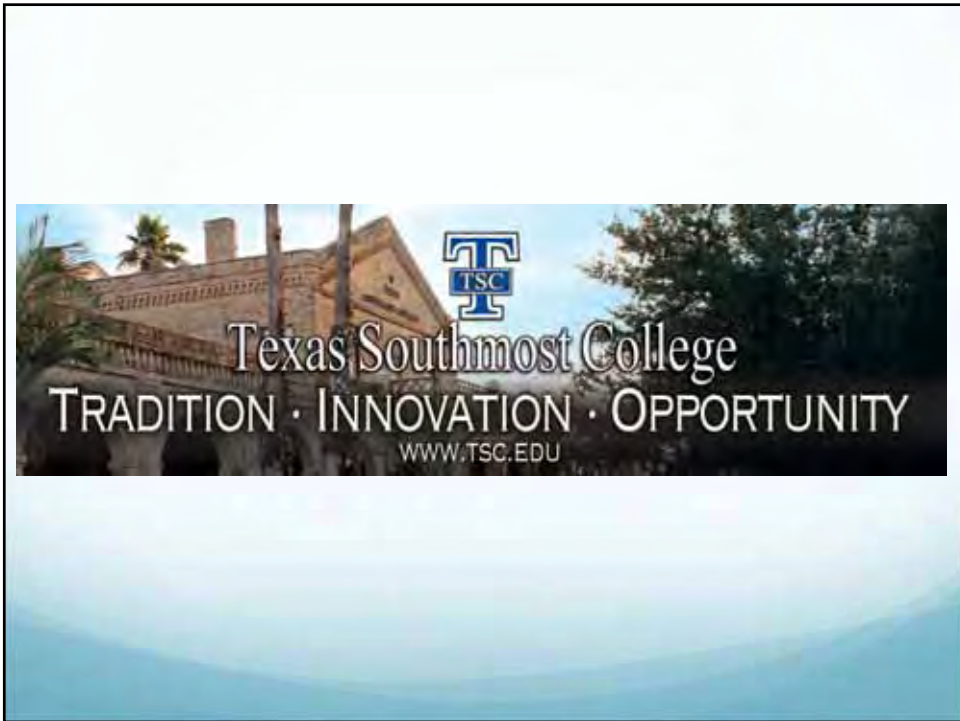 TSC
Texas Southmost College
TRADITION · INNOVATION · OPPORTUNITY
WWW.TSC.EDU